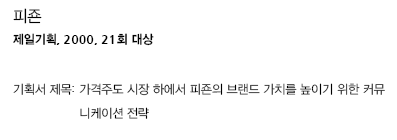 피죤
제일기획, 2000, 21회 대상
기획서 제목: 가격주도 시장 하에서 피죤의 브랜드 가치를 높이기 위한 커뮤
니케이션 전략